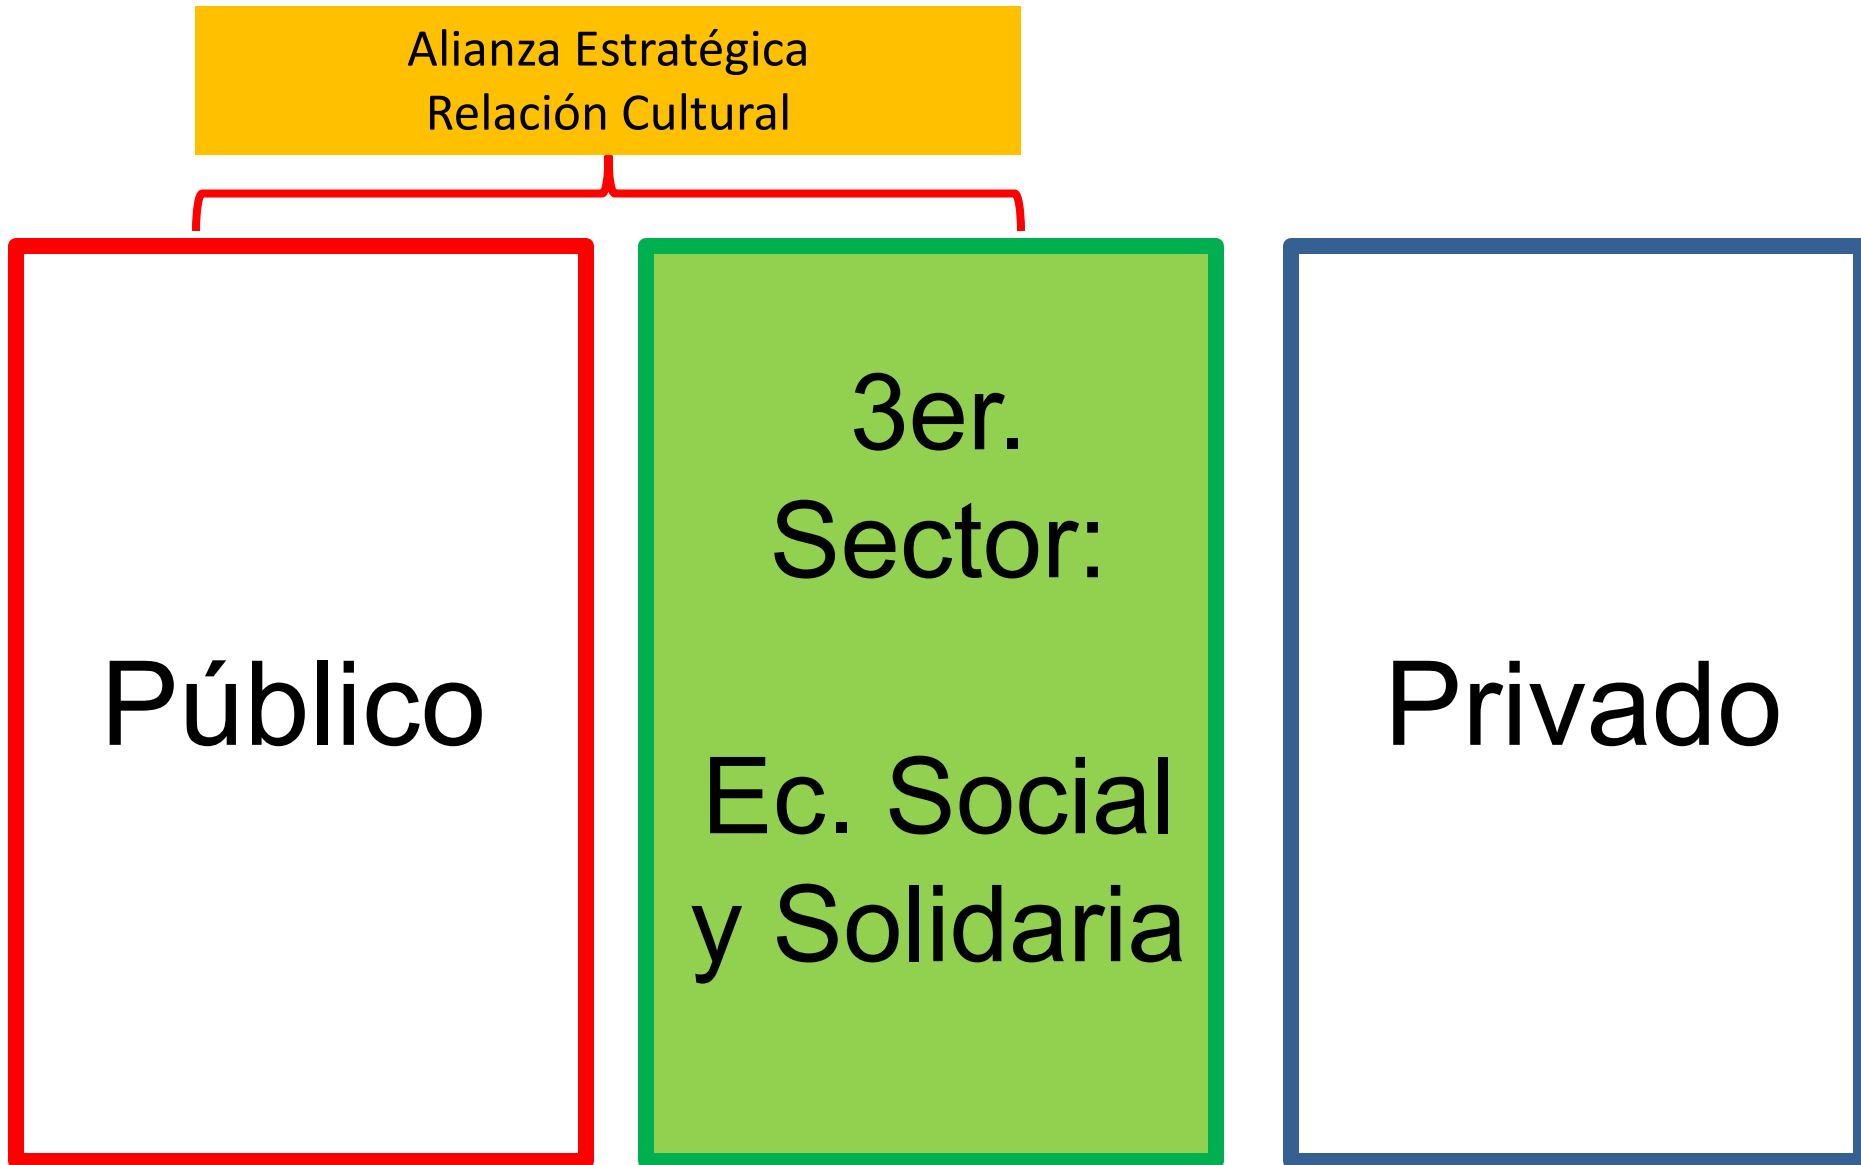 Alianza Estratégica
Relación Cultural
Público
3er.
Sector:
Ec. Social
y Solidaria
Privado